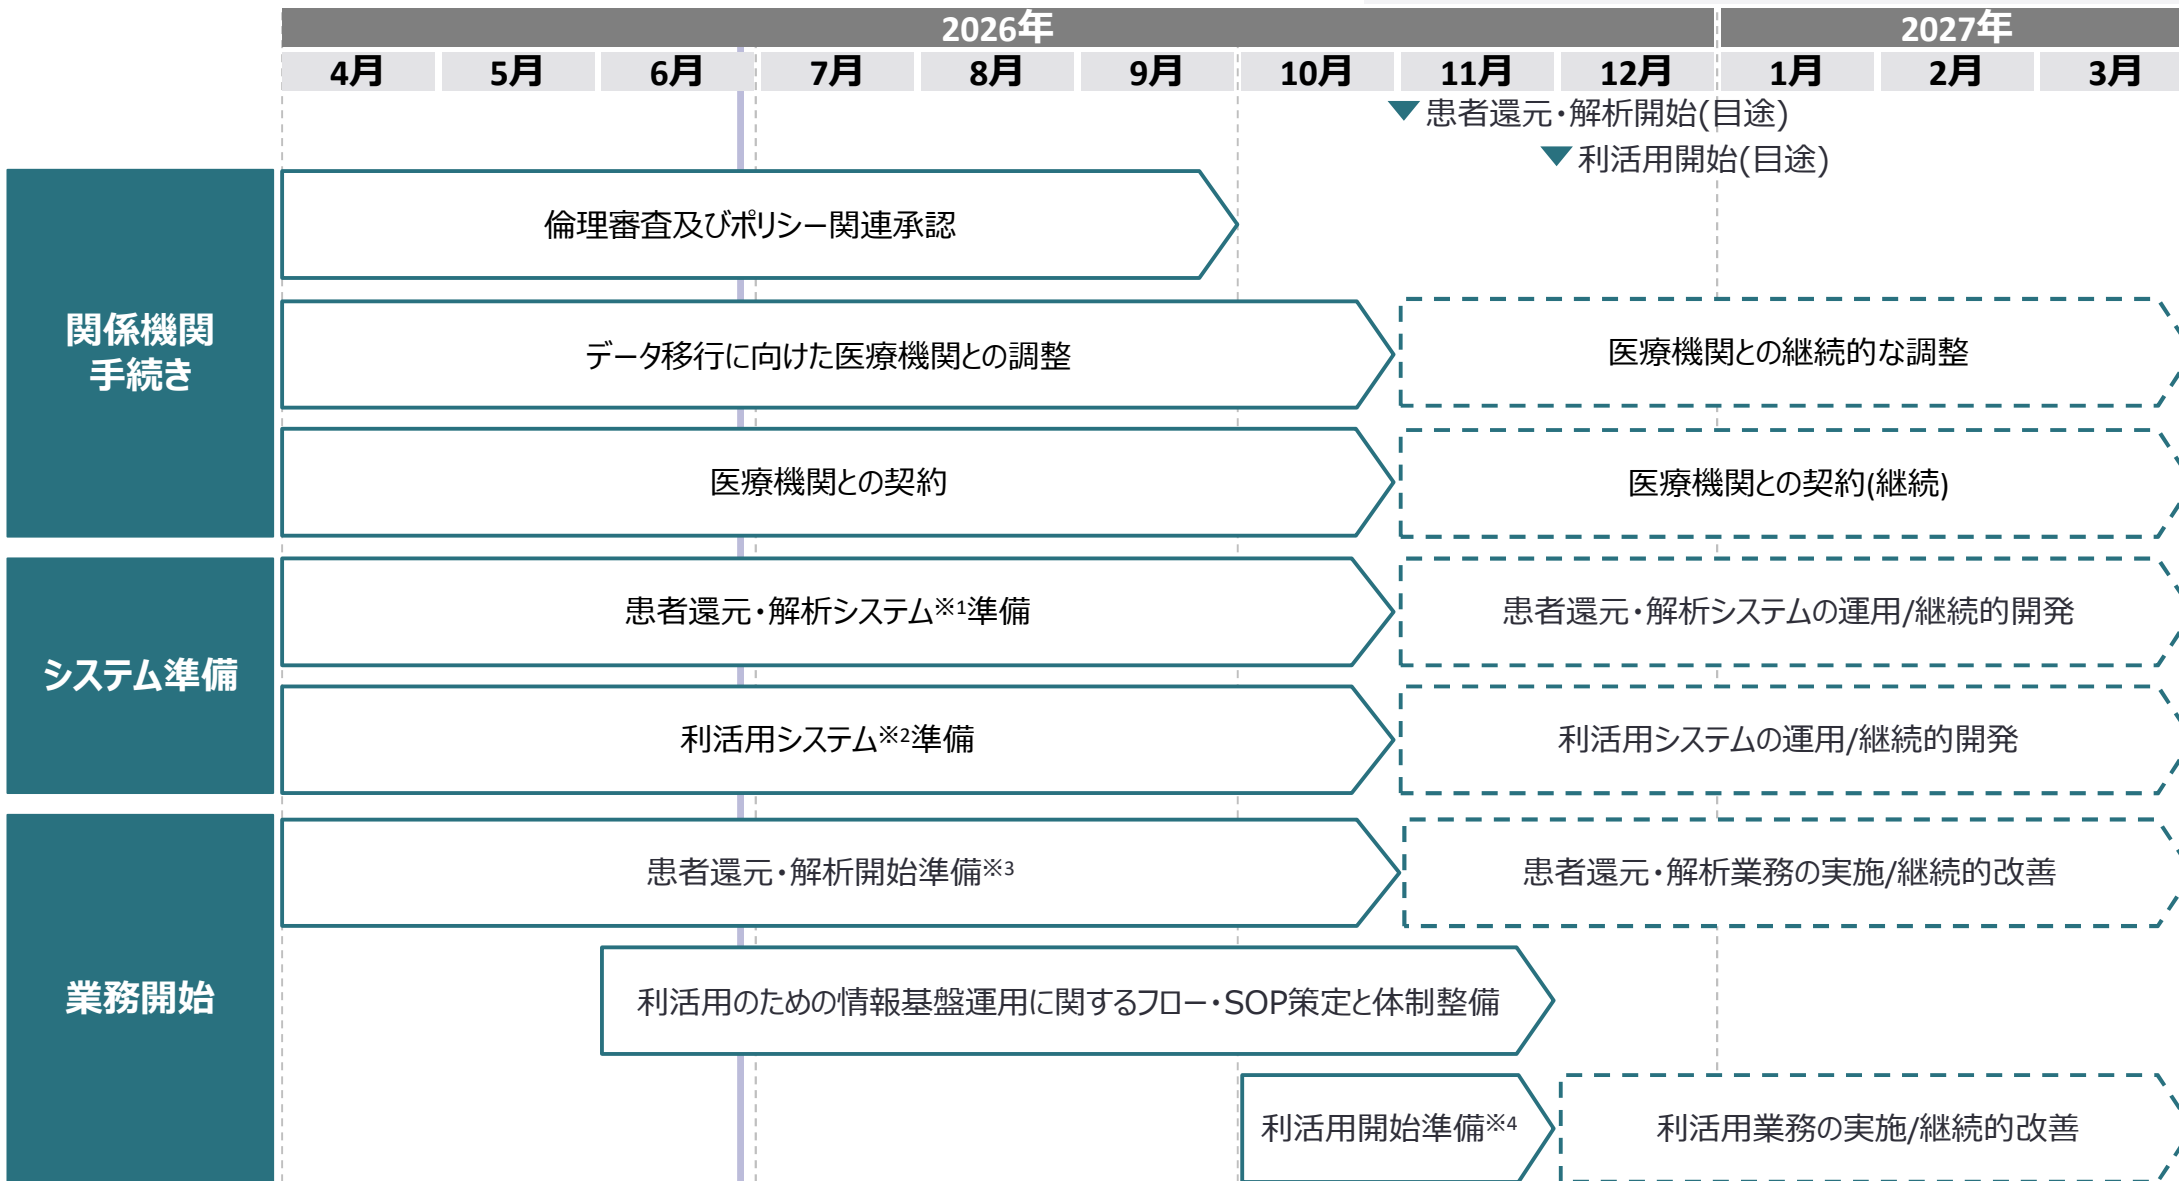 2026年 2027年
4月 5月 6月 7月 8月 9月 10月 11月 12月 1月 2月 3月
▼患者還元・解析開始(目途)
▼利活用開始(目途)
関係機関
手続き
倫理審査及びポリシー関連承認
データ移行に向けた医療機関との調整
医療機関との継続的な調整
医療機関との契約
医療機関との契約(継続)
システム準備
患者還元・解析システム※1準備
患者還元・解析システムの運用/継続的開発
利活用システム※2準備
利活用システムの運用/継続的開発
業務開始
患者還元・解析開始準備※3
患者還元・解析業務の実施/継続的改善
利活用のための情報基盤運用に関するフロー・SOP策定と体制整備
利活用開始準備※4
利活用業務の実施/継続的改善